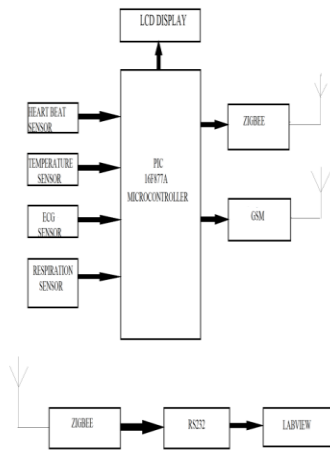 LCD DISPLAY
HEART BEAT
SENSOR
TEMPERATURE
SENSOR
ECG
SENSOR
RESPIRATION
SENSOR
PIC
16F877A
MICROCONTROLLER
ZIGBEE
GSM
ZIGBEE
RS232
LABVIEW